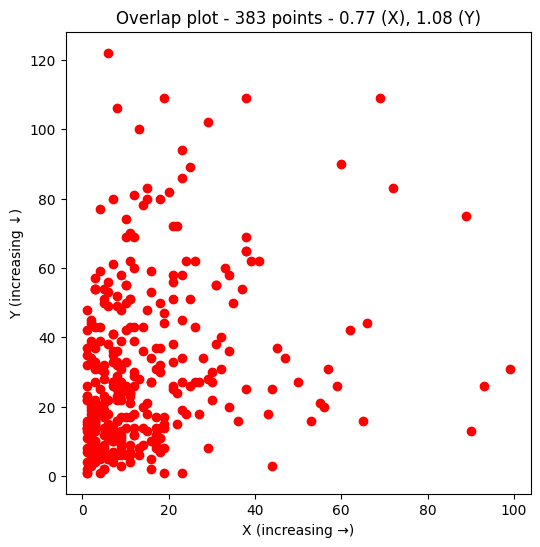 Overlap plot - 383 points - 0.77 (X), 1.08 (Y)
120
100
80
60
40
20
0
Y (increasing ↓)
0 20 40 60 80 100
X (increasing →)